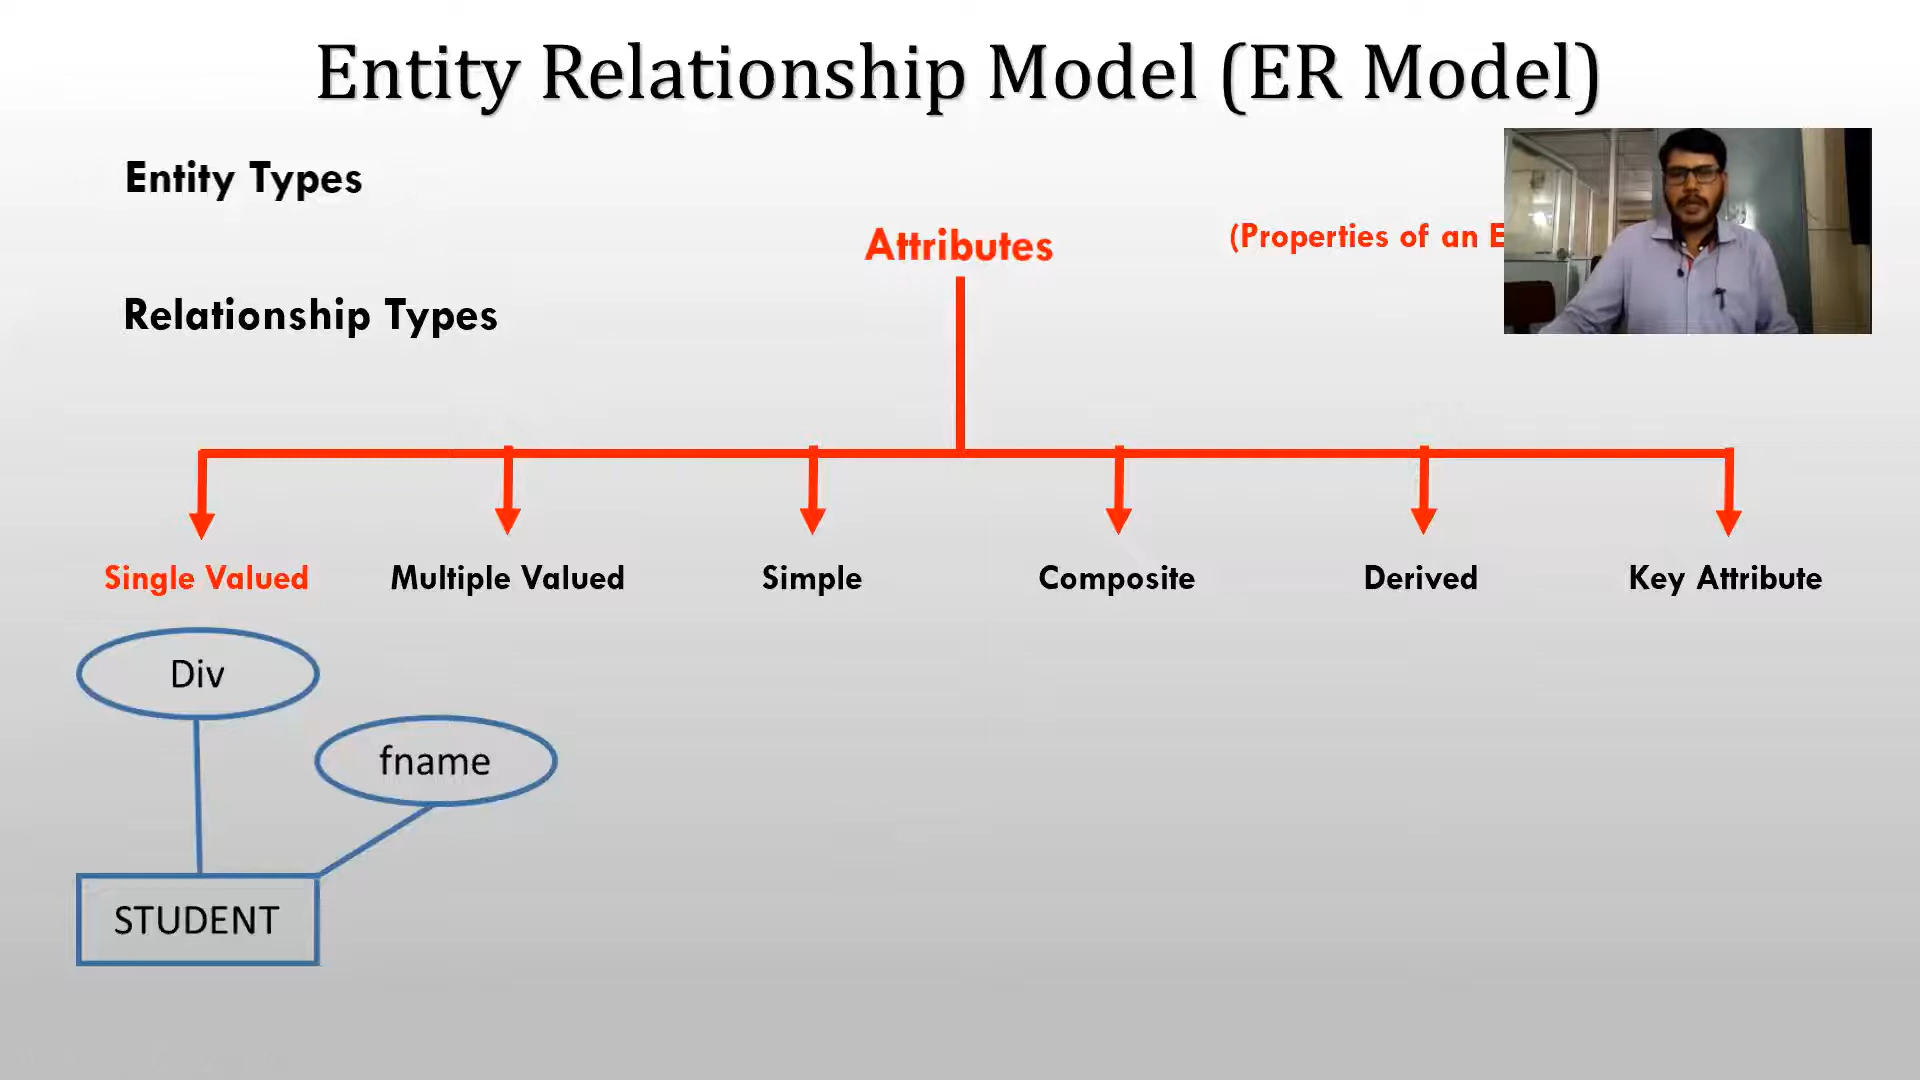 Entity Relationship Model (ER Model)
Entity Types
Attributes
(Properties of an E
Relationship Types
Single Valued
Multiple Valued
Simple
Composite
Derived
Key Attribute
Div
fname
STUDENT